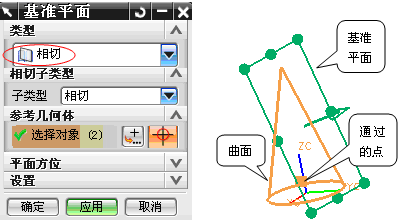 基准平面
类型
相切
相切子类型
子类型 相切
参考几何体
选择对象 (2)
平面方位
设置
确定 应用 取消
基准
平面
曲面
通过
的点
ZC